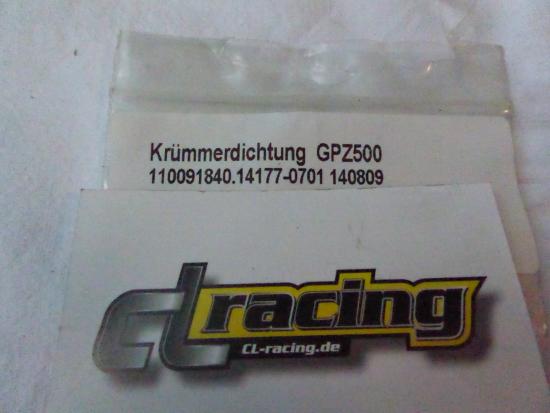 Krümmerdichtung GPZ500
110091840.14177-0701 140809
CL racing
CL-racing.de